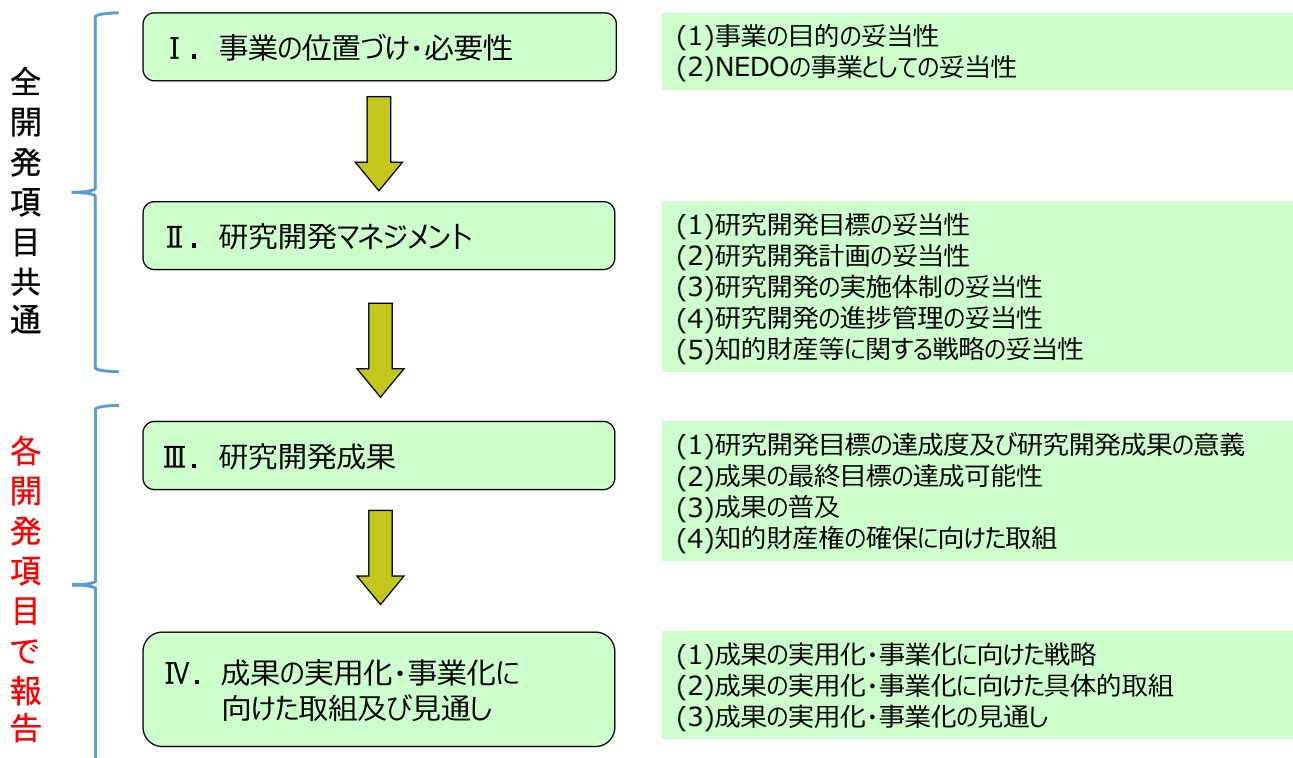 全開発項目共通
Ⅰ．事業の位置づけ・必要性
(1)事業の目的の妥当性
(2)NEDOの事業としての妥当性
Ⅱ．研究開発マネジメント
(1)研究開発目標の妥当性
(2)研究開発計画の妥当性
(3)研究開発の実施体制の妥当性
(4)研究開発の進捗管理の妥当性
(5)知的財産等に関する戦略の妥当性
各開発項目で報告
Ⅲ．研究開発成果
(1)研究開発目標の達成度及び研究開発成果の意義
(2)成果の最終目標の達成可能性
(3)成果の普及
(4)知的財産権の確保に向けた取組
Ⅳ．成果の実用化・事業化に
向けた取組及び見通し
(1)成果の実用化・事業化に向けた戦略
(2)成果の実用化・事業化に向けた具体的取組
(3)成果の実用化・事業化の見通し